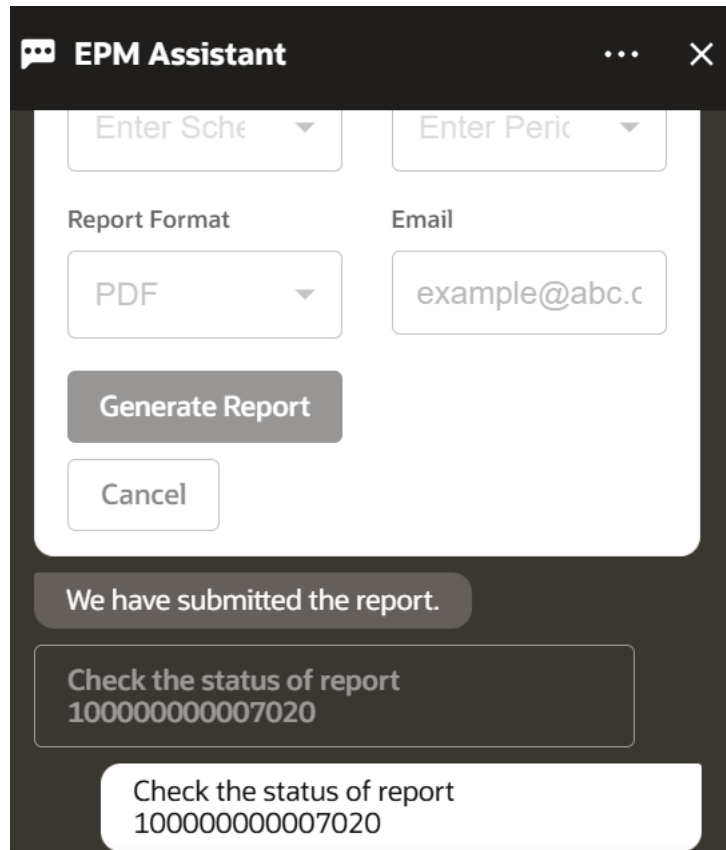 EPM Assistant
Enter Sche
Enter Peric
Report Format
Email
PDF
example@abc.c
Generate Report
Cancel
We have submitted the report.
Check the status of report
100000000007020
Check the status of report
100000000007020